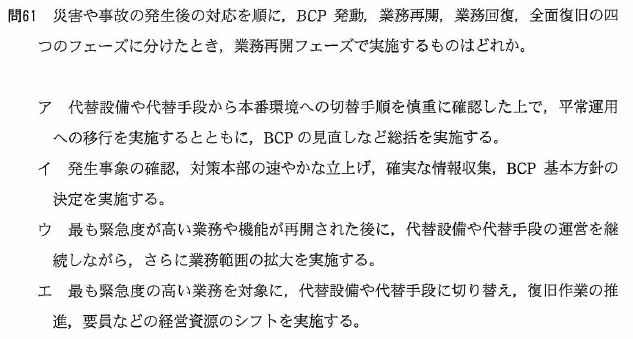 問61 災害や事故の発生後の対応を順に，BCP 発動，業務再開，業務回復，全面復旧の四
つのフェーズに分けたとき，業務再開フェーズで実施するものはどれか。
ア 代替設備や代替手段から本番環境への切替手順を慎重に確認した上で，平常運用
への移行を実施するとともに，BCPの見直しなど総括を実施する。
イ 発生事象の確認，対策本部の速やかな立上げ，確実な情報収集，BCP 基本方針の
決定を実施する。
ウ 最も緊急度が高い業務や機能が再開された後に，代替設備や代替手段の運営を継
続しながら，さらに業務範囲の拡大を実施する。
エ 最も緊急度の高い業務を対象に，代替設備や代替手段に切り替え，復旧作業の推
進，要員などの経営資源のシフトを実施する。